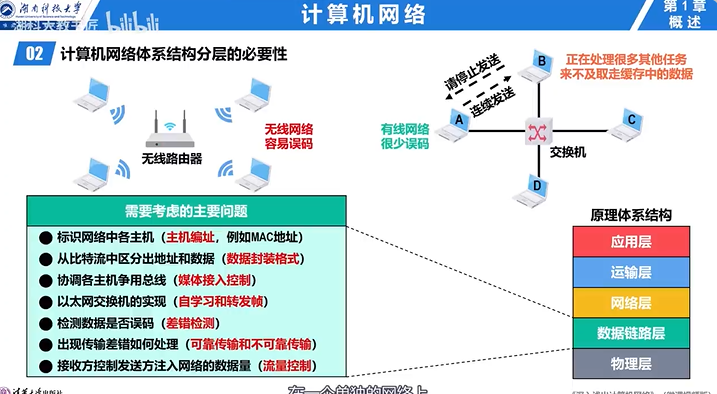 湖南科技大学
湖科大教书匠 bilibili
计算机网络
第1章
概述
02 计算机网络体系结构分层的必要性
无线路由器
无线网络
容易误码
有线网络
很少误码
请停止发送
连续发送
A
B
C
D
交换机
正在处理很多其他任务
来不及取走缓存中的数据
需要考虑的主要问题
● 标识网络中各主机（主机编址，例如MAC地址）
● 从比特流中区分出地址和数据（数据封装格式）
● 协调各主机争用总线（媒体接入控制）
● 以太网交换机的实现（自学习和转发帧）
● 检测数据是否误码（差错检测）
● 出现传输差错如何处理（可靠传输和不可靠传输）
● 接收方控制发送方注入网络的数据量（流量控制）
原理体系结构
应用层
运输层
网络层
数据链路层
物理层
清华大学出版社
在一个单独的网络上